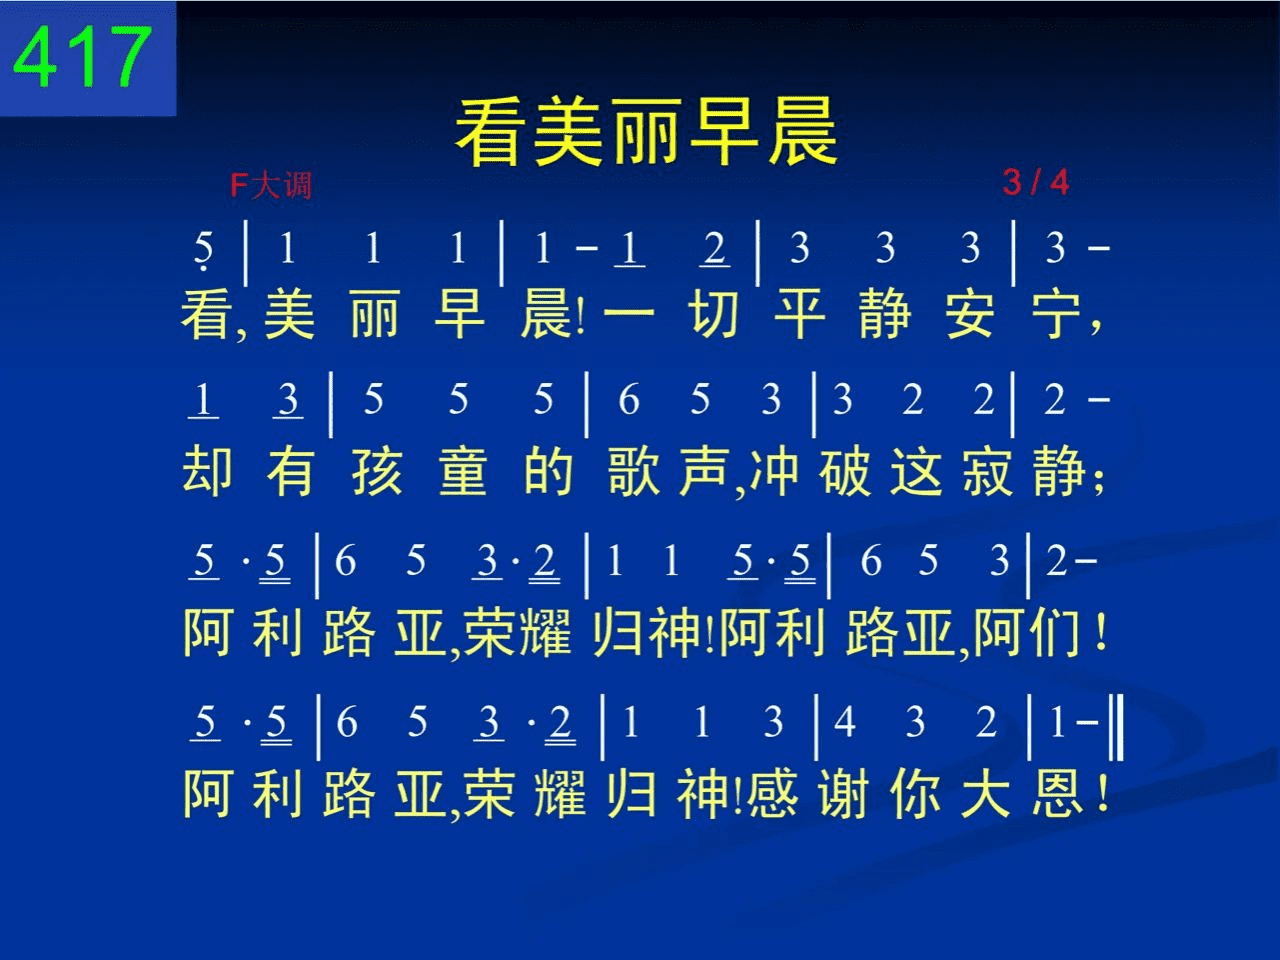 417
看美丽早晨
F大调 3 / 4
5̣ | 1 1 1 | 1 - 1 2 | 3 3 3 | 3 -
看, 美 丽 早 晨! 一 切 平 静 安 宁,
1 3 | 5 5 5 | 6 5 3 | 3 2 2 | 2 -
却 有 孩 童 的 歌 声, 冲 破 这 寂 静;
5 · 5 | 6 5 3 · 2 | 1 1 5 · 5 | 6 5 3 | 2 -
阿 利 路 亚, 荣 耀 归 神! 阿 利 路 亚, 阿 们!
5 · 5 | 6 5 3 · 2 | 1 1 3 | 4 3 2 | 1 - ‖
阿 利 路 亚, 荣 耀 归 神! 感 谢 你 大 恩!